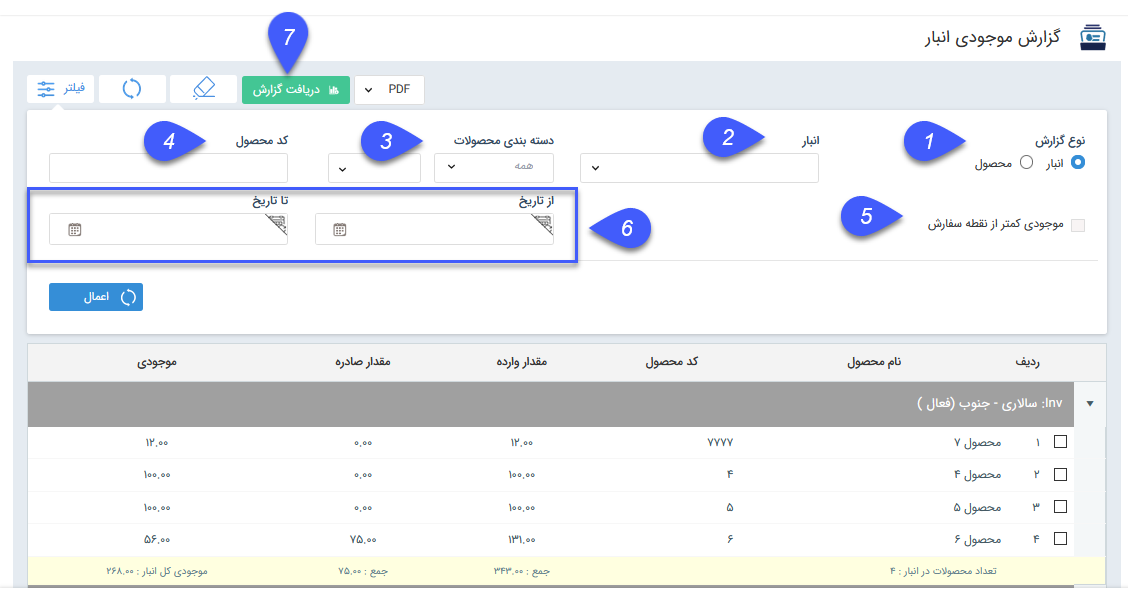 گزارش موجودی انبار
7
PDF دریافت گزارش فیلتر
نوع گزارش 1 انبار 2 دسته بندی محصولات 3 کد محصول 4
انبار محصول همه
از تاریخ تا تاریخ
موجودی کمتر از نقطه سفارش 5 6
اعمال
ردیف نام محصول کد محصول مقدار وارده مقدار صادره موجودی
Inv: سالاری - جنوب (فعال )
۱ محصول ۷ ۷۷۷۷ ۱۲.۰۰ ۰.۰۰ ۱۲.۰۰
۲ محصول ۴ ۴ ۱۰۰.۰۰ ۰.۰۰ ۱۰۰.۰۰
۳ محصول ۵ ۵ ۱۰۰.۰۰ ۰.۰۰ ۱۰۰.۰۰
۴ محصول ۶ ۶ ۱۳۱.۰۰ ۷۵.۰۰ ۵۶.۰۰
تعداد محصولات در انبار : ۴ جمع : ۳۴۳.۰۰ جمع : ۷۵.۰۰ موجودی کل انبار : ۲۶۸.۰۰